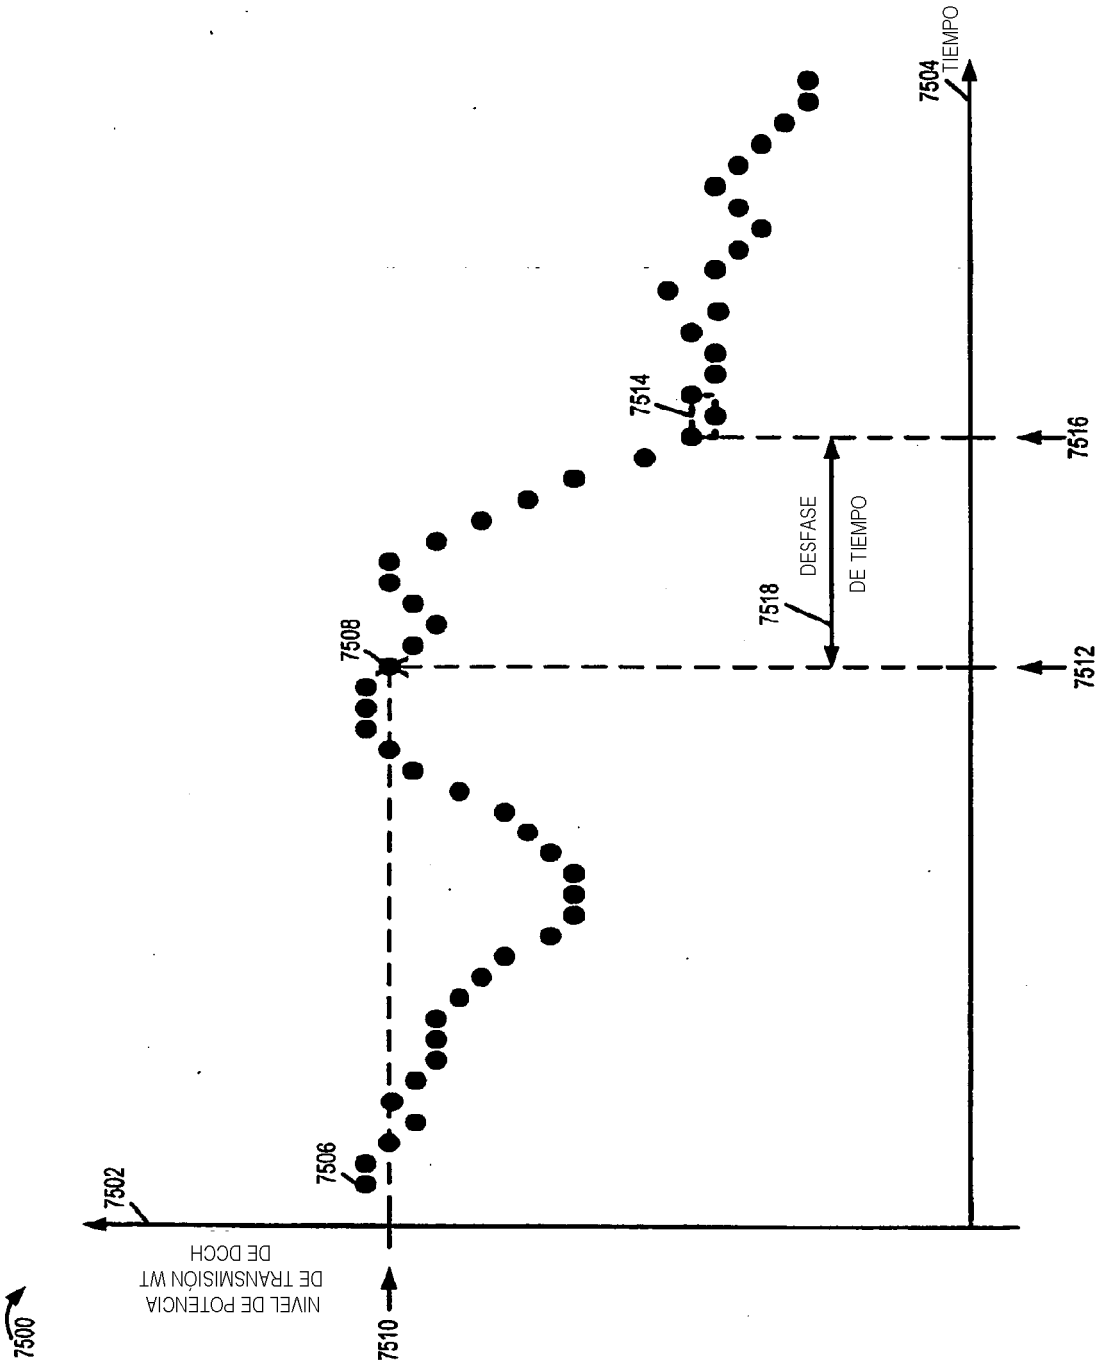 7500
NIVEL DE POTENCIA
DE TRANSMISIÓN WT
DE DCCH
7502
7510
7506
7508
7514
DESFASE
DE TIEMPO
7518
7512
7516
7504
TIEMPO